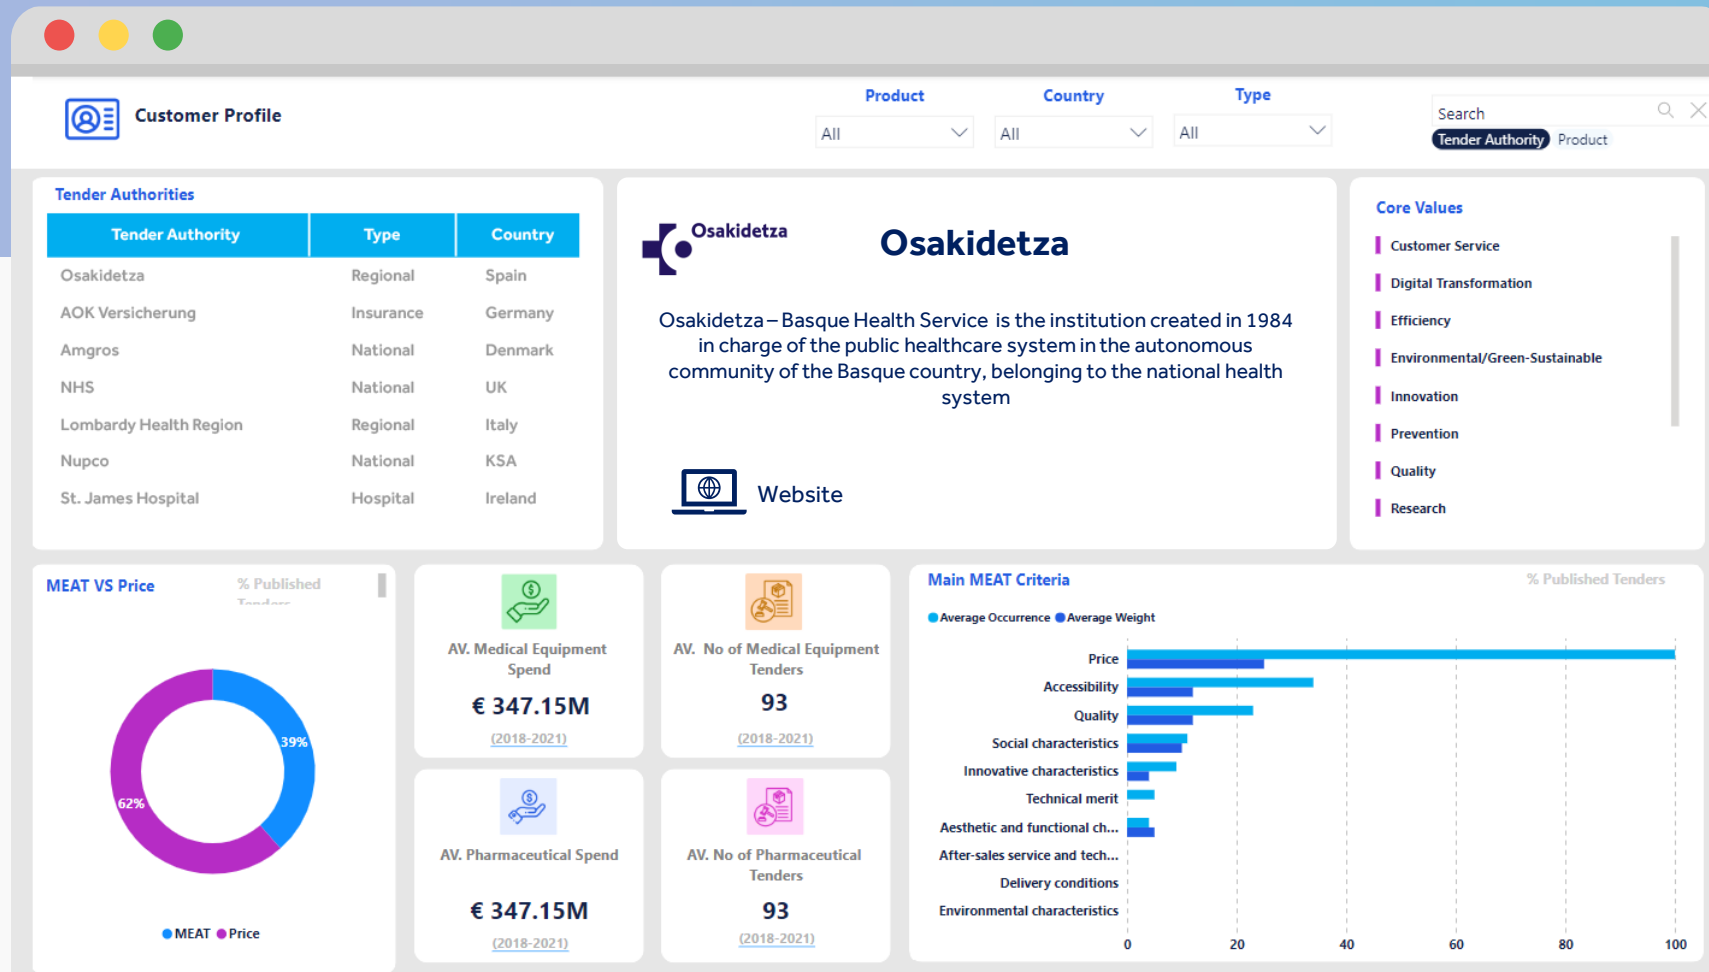 Customer Profile
Product
Country
Type
All
All
All
Search
Tender Authority Product
Tender Authorities
Tender Authority Type Country
Osakidetza Regional Spain
AOK Versicherung Insurance Germany
Amgros National Denmark
NHS National UK
Lombardy Health Region Regional Italy
Nupco National KSA
St. James Hospital Hospital Ireland
Osakidetza
Osakidetza
Osakidetza – Basque Health Service is the institution created in 1984
in charge of the public healthcare system in the autonomous
community of the Basque country, belonging to the national health
system
Website
Core Values
Customer Service
Digital Transformation
Efficiency
Environmental/Green-Sustainable
Innovation
Prevention
Quality
Research
MEAT VS Price
% Published
Tenders
39%
62%
MEAT Price
AV. Medical Equipment
Spend
€ 347.15M
(2018-2021)
AV. No of Medical Equipment
Tenders
93
(2018-2021)
AV. Pharmaceutical Spend
€ 347.15M
(2018-2021)
AV. No of Pharmaceutical
Tenders
93
(2018-2021)
Main MEAT Criteria
% Published Tenders
Average Occurrence Average Weight
Price
Accessibility
Quality
Social characteristics
Innovative characteristics
Technical merit
Aesthetic and functional ch...
After-sales service and tech...
Delivery conditions
Environmental characteristics
0 20 40 60 80 100